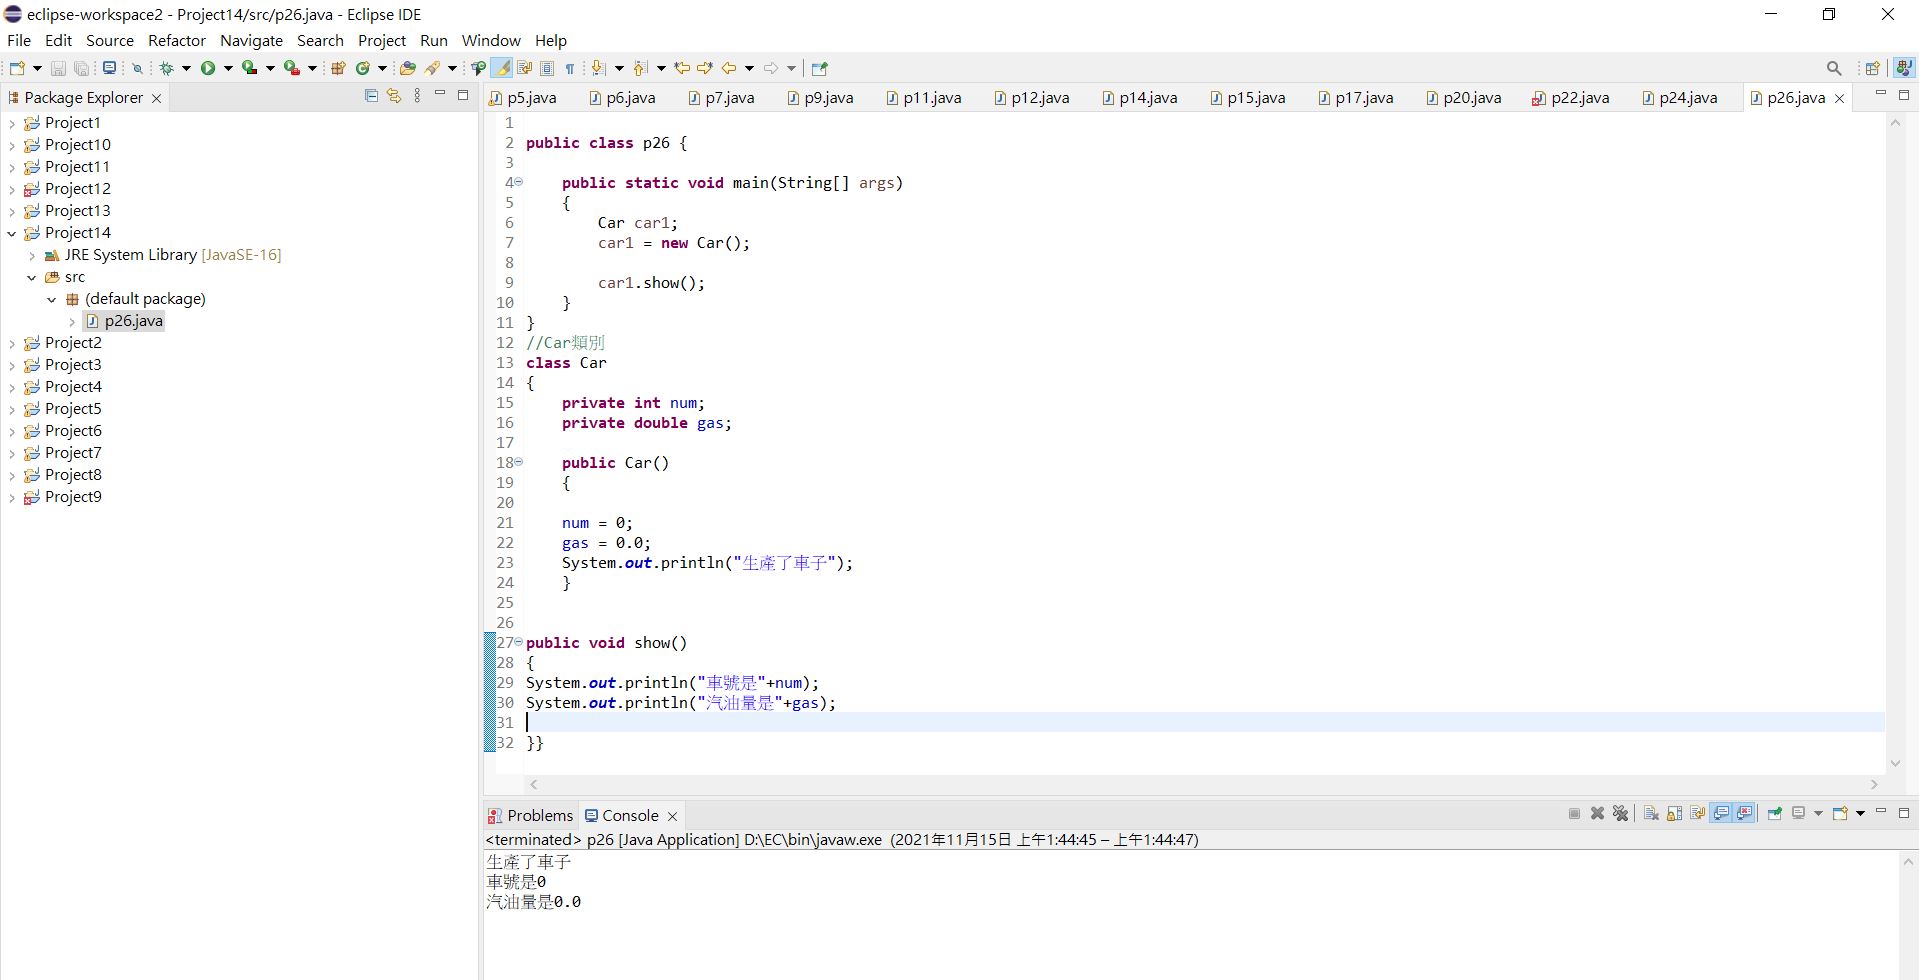 eclipse-workspace2 - Project14/src/p26.java - Eclipse IDE
File Edit Source Refactor Navigate Search Project Run Window Help
Package Explorer
p5.java p6.java p7.java p9.java p11.java p12.java p14.java p15.java p17.java p20.java p22.java p24.java p26.java
Project1
Project10
Project11
Project12
Project13
Project14
JRE System Library [JavaSE-16]
src
(default package)
p26.java
Project2
Project3
Project4
Project5
Project6
Project7
Project8
Project9
1
2 public class p26 {
3
4 public static void main(String[] args)
5 {
6 Car car1;
7 car1 = new Car();
8
9 car1.show();
10 }
11 }
12 //Car類別
13 class Car
14 {
15 private int num;
16 private double gas;
17
18 public Car()
19 {
20
21 num = 0;
22 gas = 0.0;
23 System.out.println("生產了車子");
24 }
25
26
27 public void show()
28 {
29 System.out.println("車號是"+num);
30 System.out.println("汽油量是"+gas);
31
32 }}
Problems Console
<terminated> p26 [Java Application] D:\EC\bin\javaw.exe (2021年11月15日 上午1:44:45 – 上午1:44:47)
生產了車子
車號是0
汽油量是0.0